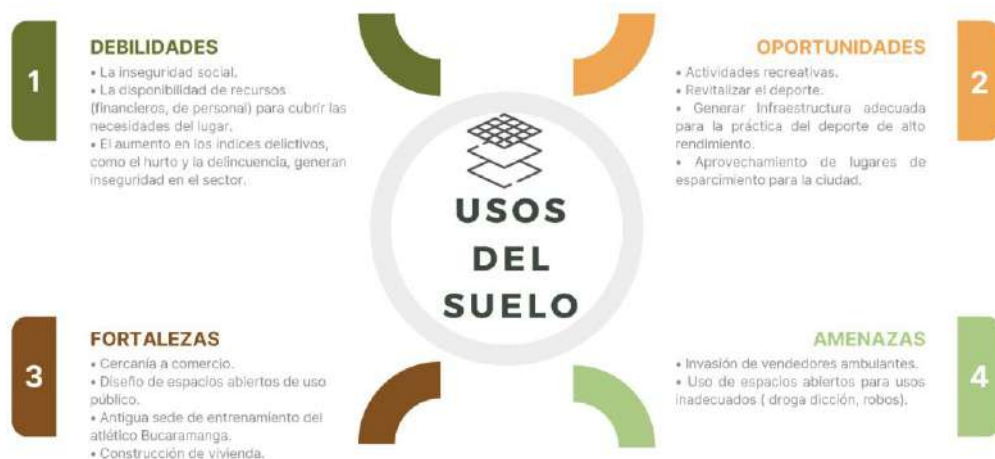 1
DEBILIDADES
• La inseguridad social.
• La disponibilidad de recursos
(financieros, de personal) para cubrir las
necesidades del lugar.
• El aumento en los índices delictivos,
como el hurto y la delincuencia, generan
inseguridad en el sector.
OPORTUNIDADES
2
• Actividades recreativas.
• Revitalizar el deporte.
• Generar Infraestructura adecuada
para la práctica del deporte de alto
rendimiento.
• Aprovechamiento de lugares de
esparcimiento para la ciudad.
USOS
DEL
SUELO
3
FORTALEZAS
• Cercanía a comercio.
• Diseño de espacios abiertos de uso
público.
• Antigua sede de entrenamiento del
atlético Bucaramanga.
• Construcción de vivienda.
AMENAZAS
4
• Invasión de vendedores ambulantes.
• Uso de espacios abiertos para usos
inadecuados ( droga dicción, robos).